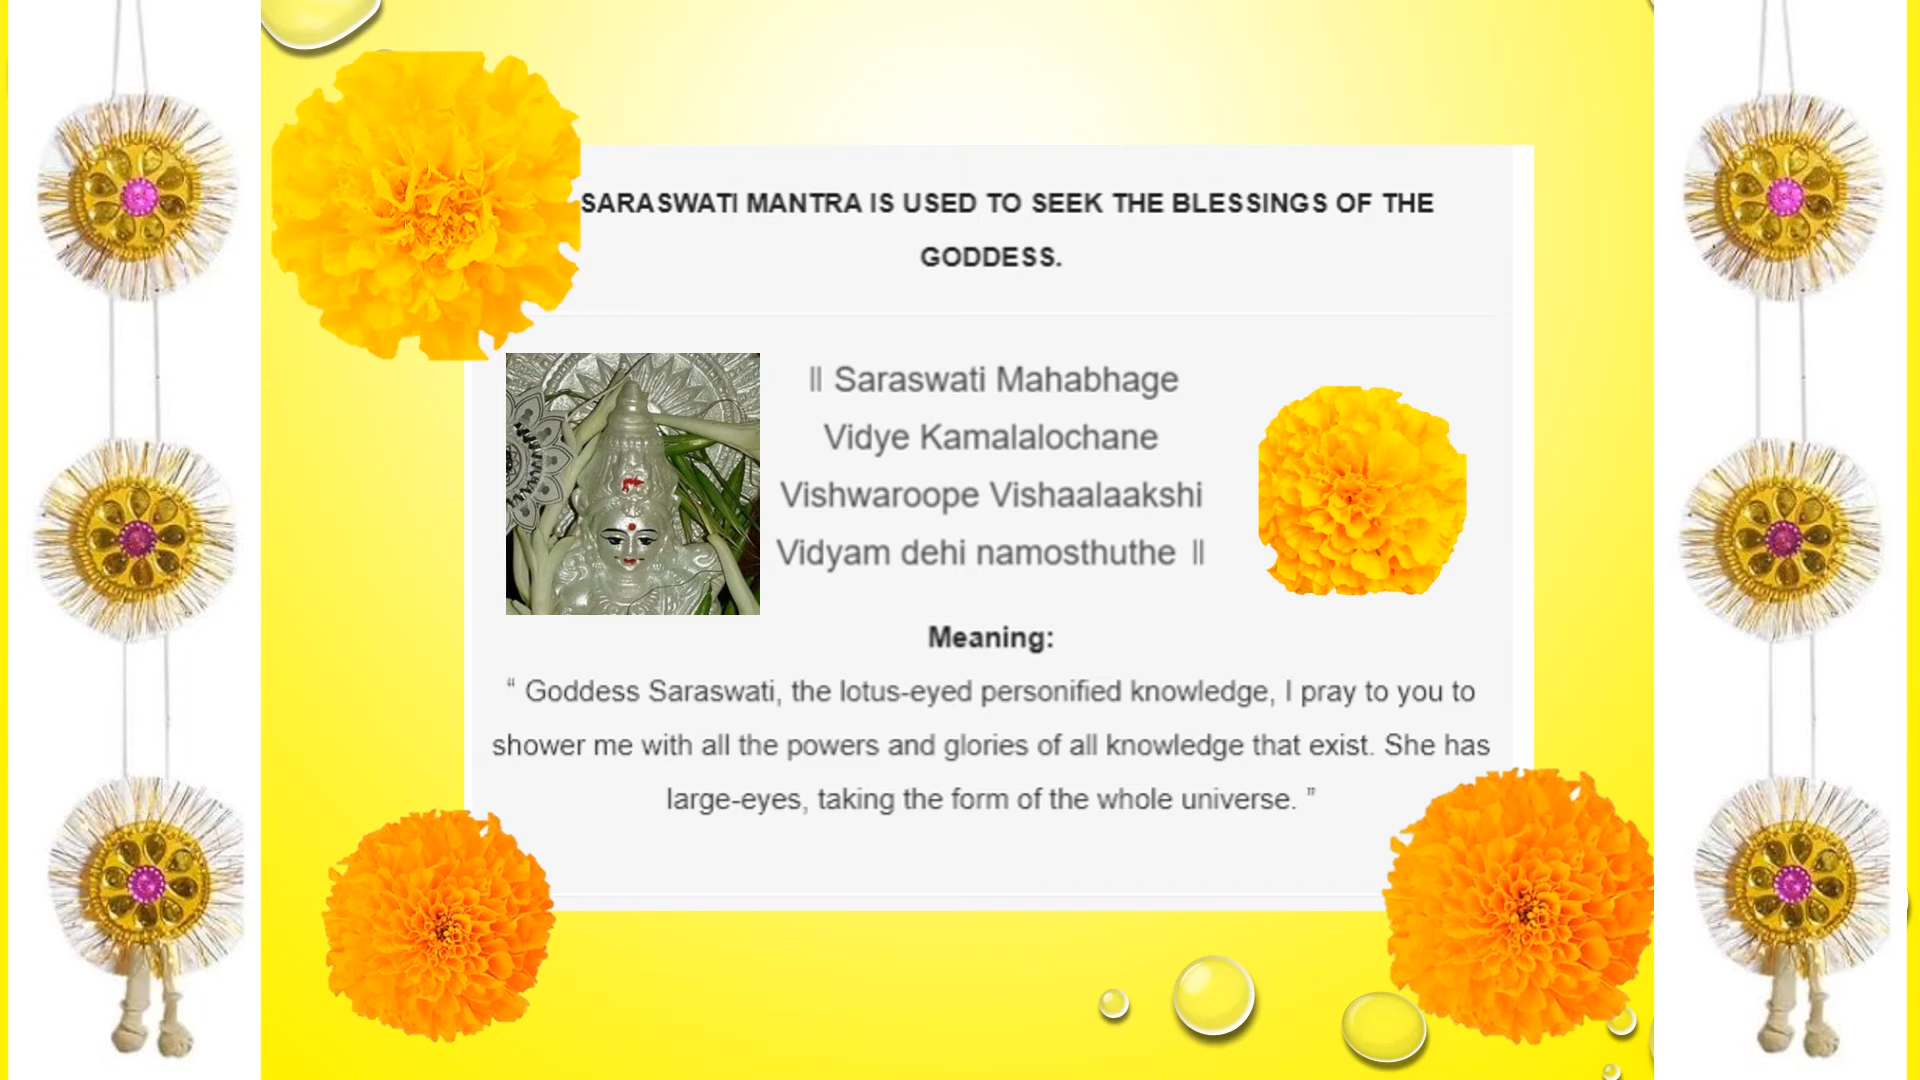 SARASWATI MANTRA IS USED TO SEEK THE BLESSINGS OF THE
GODDESS.
॥ Saraswati Mahabhage
Vidye Kamalalochane
Vishwaroope Vishaalaakshi
Vidyam dehi namosthuthe ॥
Meaning:
“ Goddess Saraswati, the lotus-eyed personified knowledge, I pray to you to
shower me with all the powers and glories of all knowledge that exist. She has
large-eyes, taking the form of the whole universe. ”